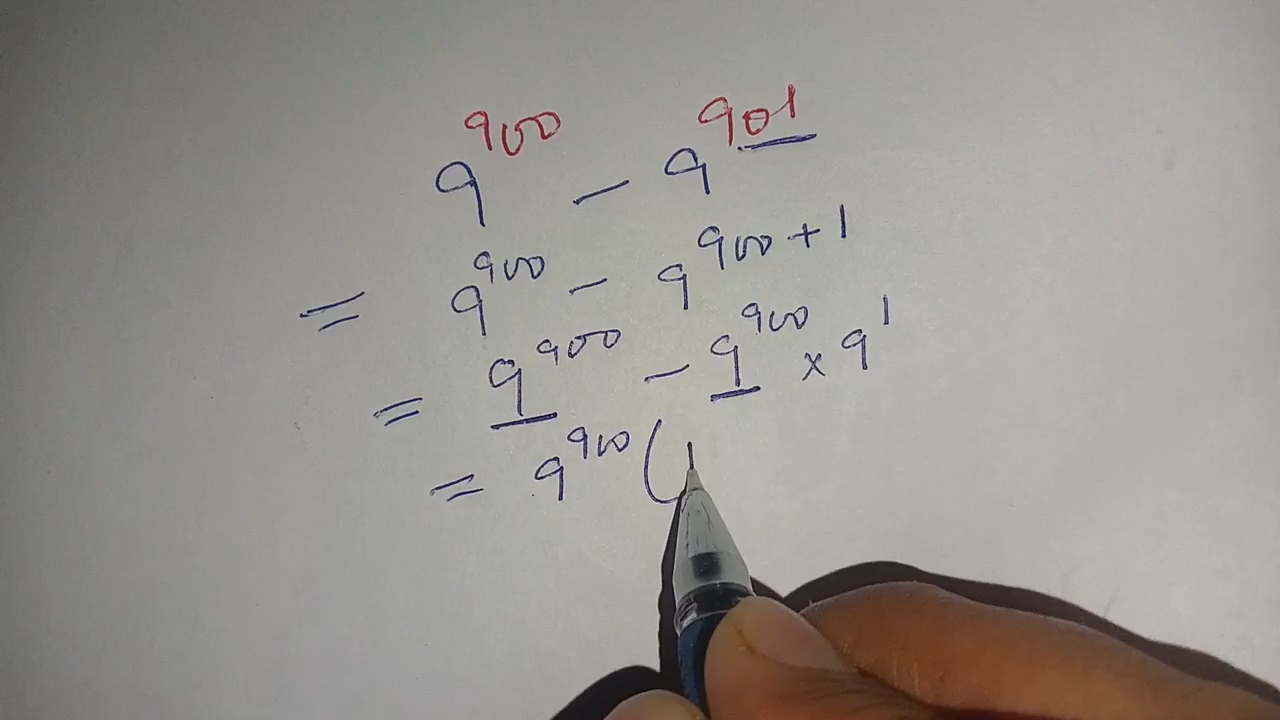 9^900 - 9^901
= 9^900 - 9^900+1
= 9^900 - 9^900 × 9^1
= 9^900 (1